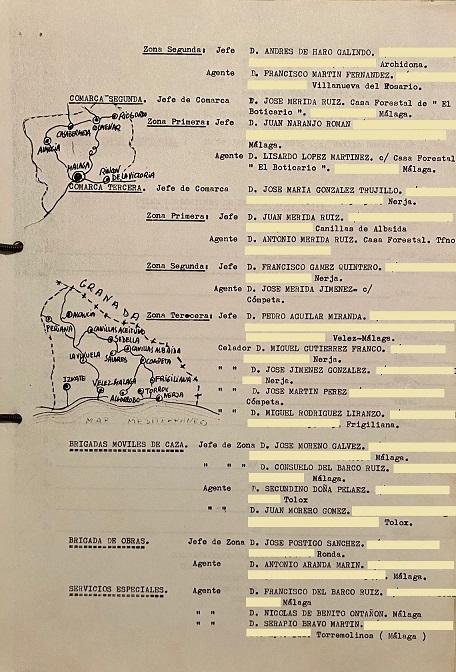 Zona Segunda: Jefe D. ANDRES DE HARO GALINDO.
Archidona.
Agente D. FRANCISCO MARTIN FERNANDEZ.
Villanueva del Rosario.
COMARCA SEGUNDA. Jefe de Comarca D. JOSE MERIDA RUIZ. Casa Forestal de " El
Boticario ". Málaga.
Zona Primera: Jefe D. JUAN NARANJO ROMAN
Málaga.
Agente D. LISARDO LOPEZ MARTINEZ. c/ Casa Forestal
" El Boticario ". Málaga.
RIOGORDO
COLMENAR
CASABERMEJA
ALMOGIA
MALAGA
RINCON
DE LA VICTORIA
COMARCA TERCERA. Jefe de Comarca D. JOSE MARIA GONZALEZ TRUJILLO.
Nerja.
Zona Primera: Jefe D. JUAN MERIDA RUIZ.
Canillas de Albaida
Agente D. ANTONIO MERIDA RUIZ. Casa Forestal. Tfno
Zona Segunda: Jefe D. FRANCISCO GAMEZ QUINTERO.
Nerja.
Agente D. JOSE MERIDA JIMENEZ- c/
Cómpeta.
Zona Terecera: Jefe D. PEDRO AGUILAR MIRANDA.
Velez-Málaga.
Celador D. MIGUEL GUTIERREZ FRANCO.
Nerja.
" " D. JOSE JIMENEZ GONZALEZ.
Nerja.
" " D. JOSE MARTIN PEREZ
Cómpeta.
" " D. MIGUEL RODRIGUEZ LIRANZO.
Frigiliana.
GRANADA
ALCAUCIN
PERIANA
CANILLAS ACEITUNO
SEDELLA
CANILLAS ALBAIDA
LA VIÑUELA
SALARES
COMPETA
IZNATE
VELEZ-MALAGA
FRIGILIANA
ALGARROBO
TORROX
NERJA
MAR MEDITERRANEO
BRIGADAS MOVILES DE CAZA. Jefe de Zona D. JOSE MORENO GALVEZ.
Málaga.
" " " D. CONSUELO DEL BARCO RUIZ.
Málaga.
Agente D. SECUNDINO DOÑA PELAEZ.
Tolox
" " D. JUAN MORERO GOMEZ.
Tolox.
BRIGADA DE OBRAS. Jefe de Zona D. JOSE POSTIGO SANCHEZ.
Ronda.
Agente D. ANTONIO ARANDA MARIN.
. Málaga.
SERVICIOS ESPECIALES. Agente D. FRANCISCO DEL BARCO RUIZ.
Málaga
" " D. NICOLAS DE BENITO ONTAÑON. Málaga
" " D. SERAPIO BRAVO MARTIN.
Torremolinos ( Málaga )